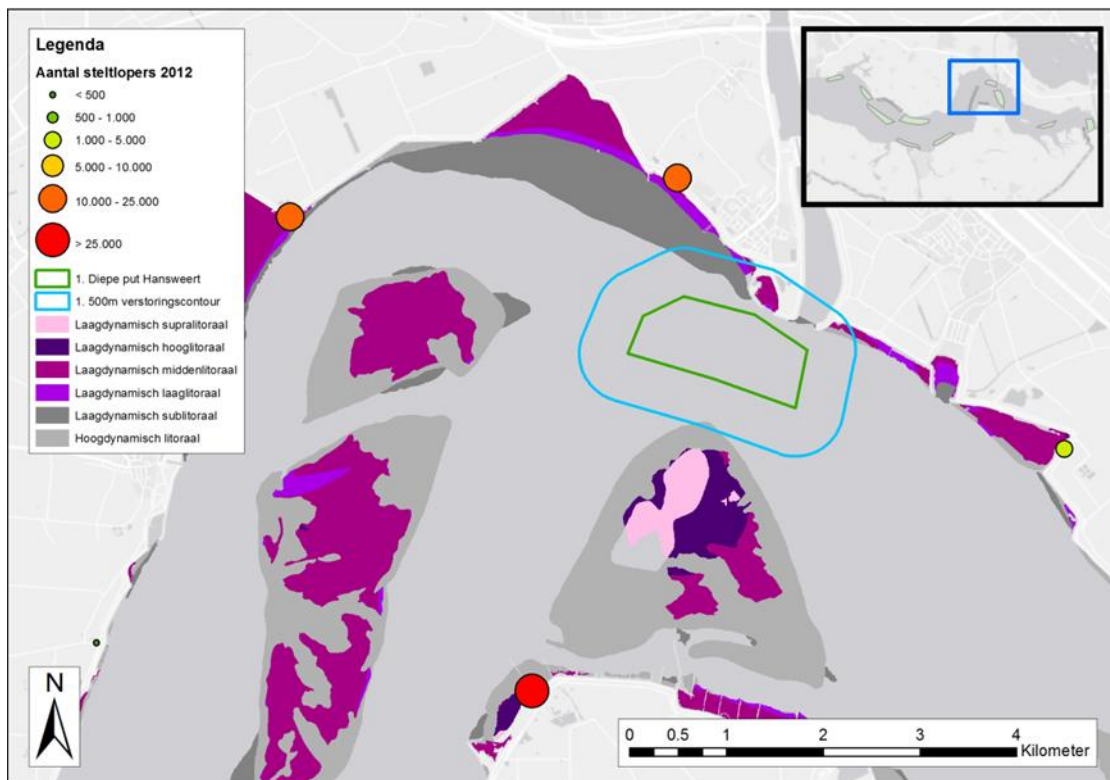 Legenda
Aantal steltlopers 2012
< 500
500 - 1.000
1.000 - 5.000
5.000 - 10.000
10.000 - 25.000
> 25.000
1. Diepe put Hansweert
1. 500m verstoringscontour
Laagdynamisch supralitoraal
Laagdynamisch hooglitoraal
Laagdynamisch middenlitoraal
Laagdynamisch laaglitoraal
Laagdynamisch sublitoraal
Hoogdynamisch litoraal
N
0 0.5 1 2 3 4
Kilometer